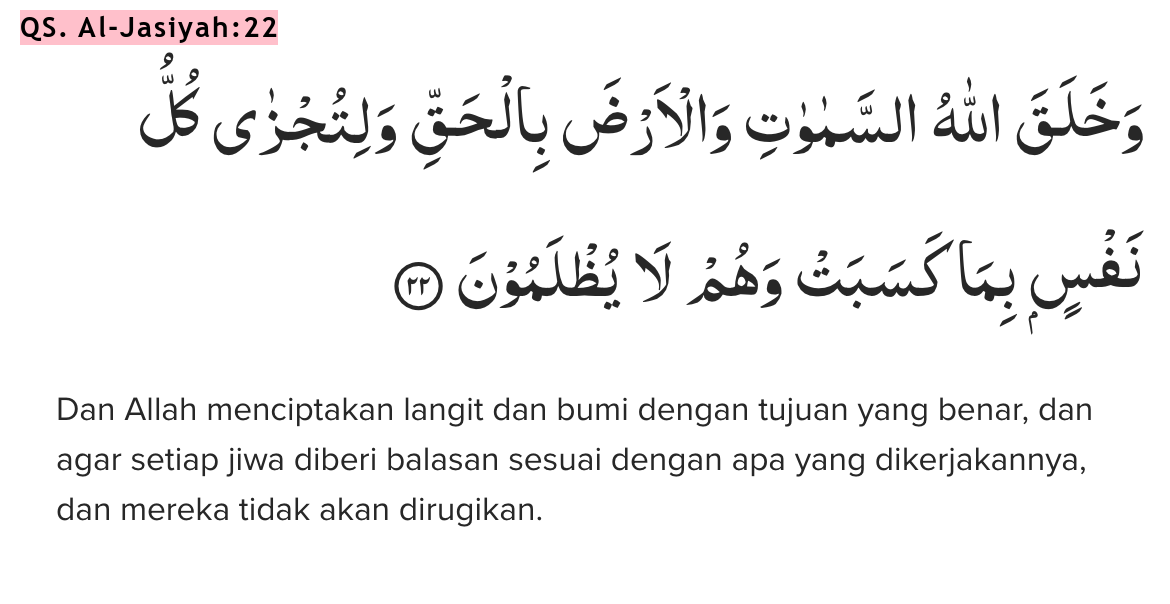 QS. Al-Jasiyah:22
وَخَلَقَ اللّٰهُ السَّمٰوٰتِ وَالْاَرْضَ بِالْحَقِّ وَلِتُجْزٰى كُلُّ
نَفْسٍۢ بِمَا كَسَبَتْ وَهُمْ لَا يُظْلَمُوْنَ ٢٢
Dan Allah menciptakan langit dan bumi dengan tujuan yang benar, dan
agar setiap jiwa diberi balasan sesuai dengan apa yang dikerjakannya,
dan mereka tidak akan dirugikan.